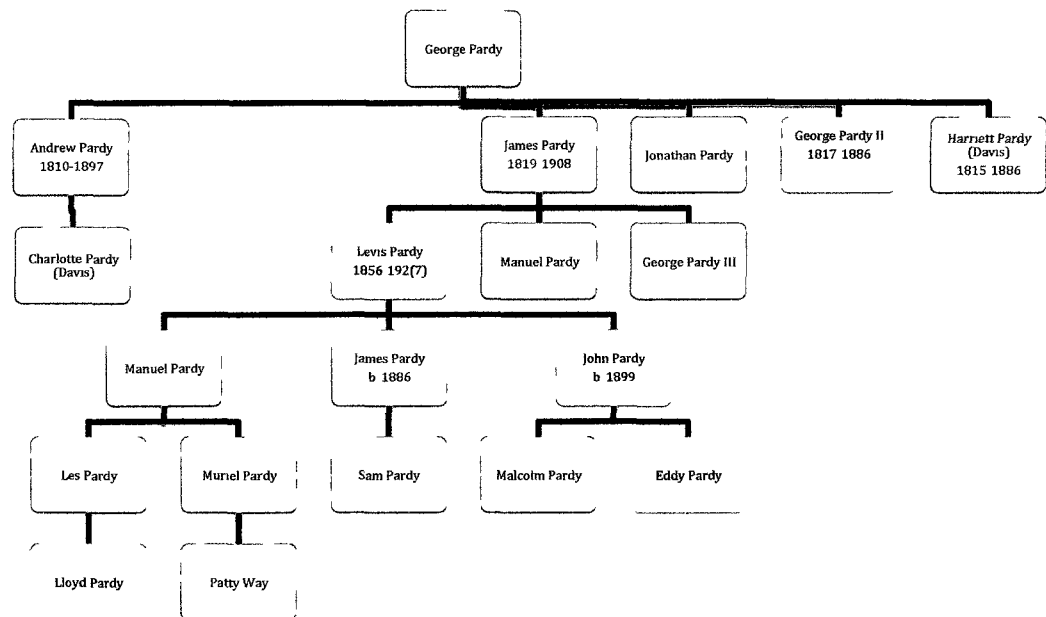 George Pardy
Andrew Pardy
1810-1897
James Pardy
1819 1908
Jonathan Pardy
George Pardy II
1817 1886
Harriett Pardy
(Davis)
1815 1886
Charlotte Pardy
(Davis)
Levis Pardy
1856 192(7)
Manuel Pardy
George Pardy III
Manuel Pardy
James Pardy
b 1886
John Pardy
b 1899
Les Pardy
Muriel Pardy
Sam Pardy
Malcolm Pardy
Eddy Pardy
Lloyd Pardy
Patty Way